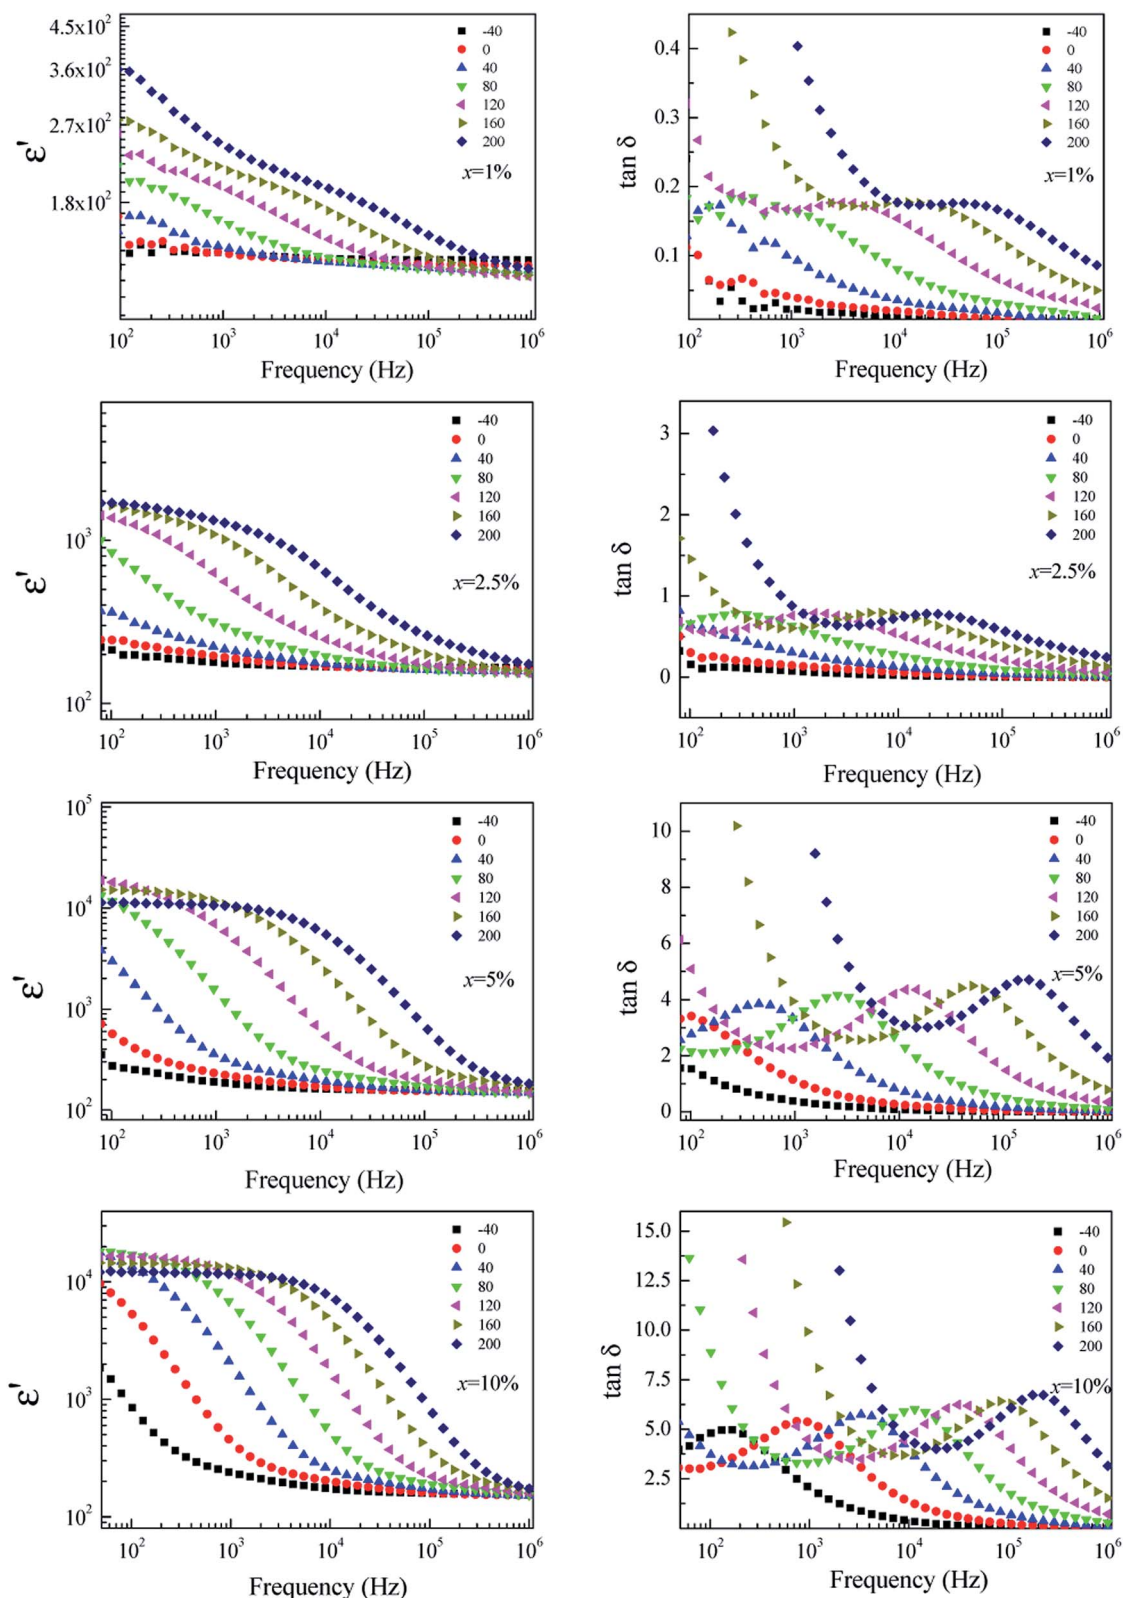 ε'
4.5x10²
3.6x10²
2.7x10²
1.8x10²
-40
0
40
80
120
160
200
x=1%
10² 10³ 10⁴ 10⁵ 10⁶
Frequency (Hz)
tan δ
0.4
0.3
0.2
0.1
-40
0
40
80
120
160
200
x=1%
10² 10³ 10⁴ 10⁵ 10⁶
Frequency (Hz)
ε'
10³
10²
-40
0
40
80
120
160
200
x=2.5%
10² 10³ 10⁴ 10⁵ 10⁶
Frequency (Hz)
tan δ
3
2
1
0
-40
0
40
80
120
160
200
x=2.5%
10² 10³ 10⁴ 10⁵ 10⁶
Frequency (Hz)
ε'
10⁵
10⁴
10³
10²
-40
0
40
80
120
160
200
x=5%
10² 10³ 10⁴ 10⁵ 10⁶
Frequency (Hz)
tan δ
10
8
6
4
2
0
-40
0
40
80
120
160
200
x=5%
10² 10³ 10⁴ 10⁵ 10⁶
Frequency (Hz)
ε'
10⁴
10³
10²
-40
0
40
80
120
160
200
x=10%
10² 10³ 10⁴ 10⁵ 10⁶
Frequency (Hz)
tan δ
15.0
12.5
10.0
7.5
5.0
2.5
-40
0
40
80
120
160
200
x=10%
10² 10³ 10⁴ 10⁵ 10⁶
Frequency (Hz)